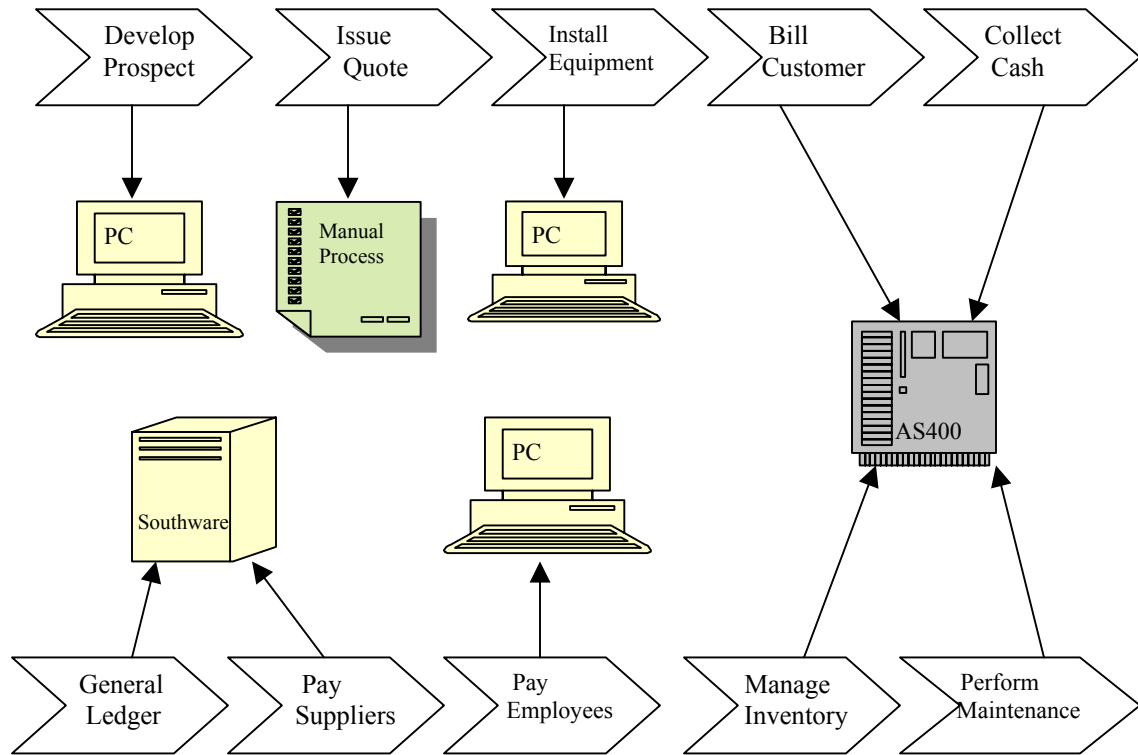 Develop
Prospect
Issue
Quote
Install
Equipment
Bill
Customer
Collect
Cash
PC
Manual
Process
PC
AS400
Southware
PC
General
Ledger
Pay
Suppliers
Pay
Employees
Manage
Inventory
Perform
Maintenance